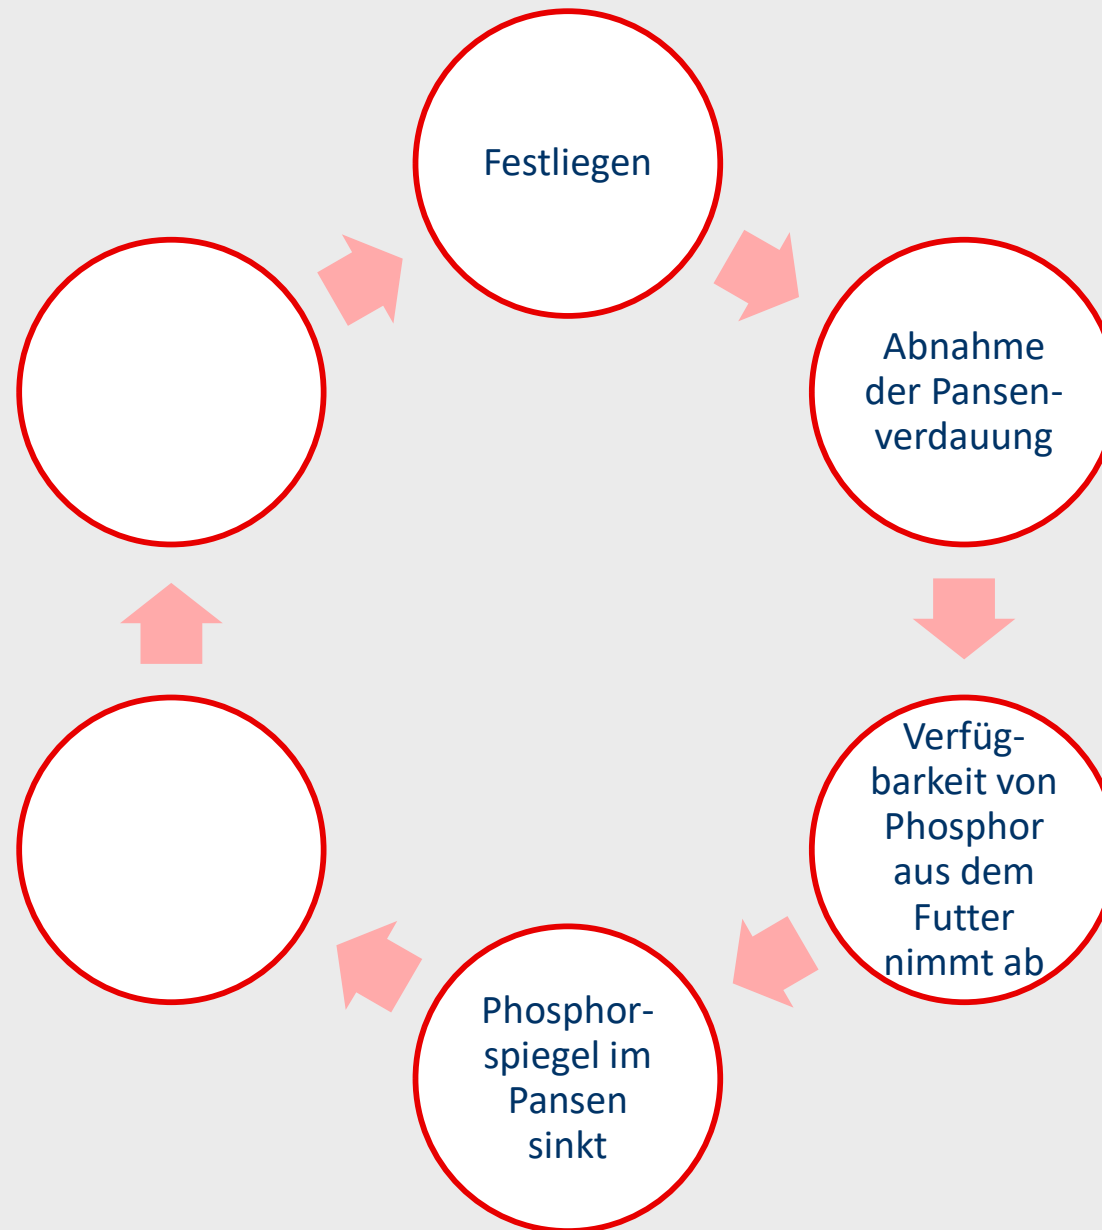 Festliegen
Abnahme
der Pansen-
verdauung
Verfüg-
barkeit von
Phosphor
aus dem
Futter
nimmt ab
Phosphor-
spiegel im
Pansen
sinkt